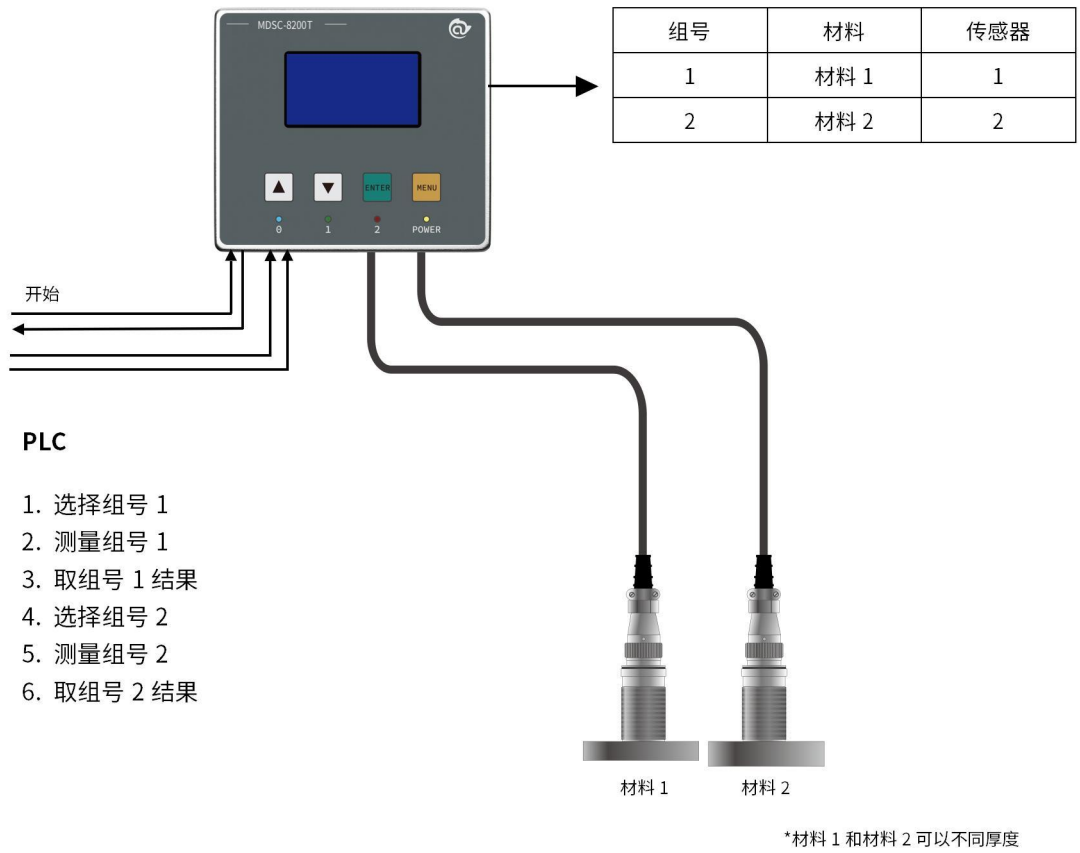 MDSC-8200T
组号 材料 传感器
1 材料 1 1
2 材料 2 2
ENTER MENU
0 1 2 POWER
开始
PLC
1. 选择组号 1
2. 测量组号 1
3. 取组号 1 结果
4. 选择组号 2
5. 测量组号 2
6. 取组号 2 结果
材料 1 材料 2
*材料 1 和材料 2 可以不同厚度